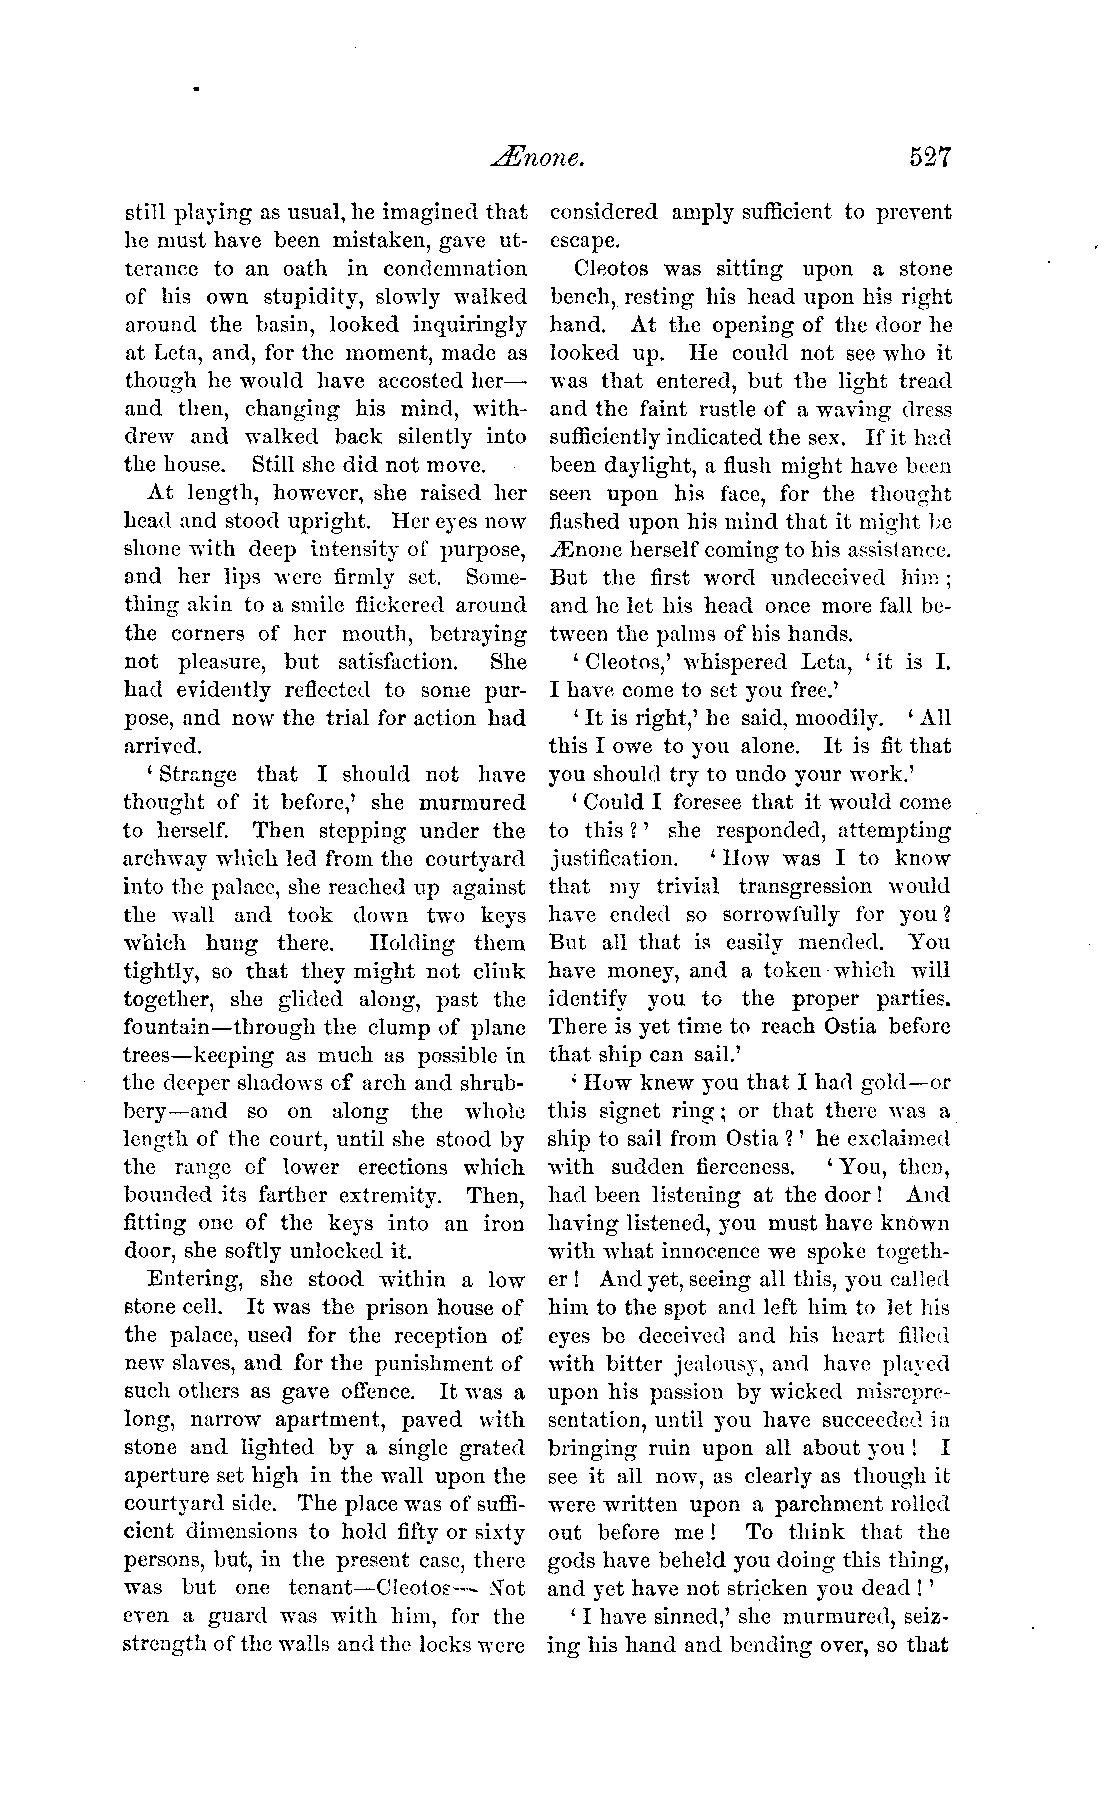 Ænone. 527
still playing as usual, he imagined that
he must have been mistaken, gave ut-
terance to an oath in condemnation
of his own stupidity, slowly walked
around the basin, looked inquiringly
at Leta, and, for the moment, made as
though he would have accosted her—
and then, changing his mind, with-
drew and walked back silently into
the house. Still she did not move.
At length, however, she raised her
head and stood upright. Her eyes now
shone with deep intensity of purpose,
and her lips were firmly set. Some-
thing akin to a smile flickered around
the corners of her mouth, betraying
not pleasure, but satisfaction. She
had evidently reflected to some pur-
pose, and now the trial for action had
arrived.
‘Strange that I should not have
thought of it before,’ she murmured
to herself. Then stepping under the
archway which led from the courtyard
into the palace, she reached up against
the wall and took down two keys
which hung there. Holding them
tightly, so that they might not clink
together, she glided along, past the
fountain—through the clump of plane
trees—keeping as much as possible in
the deeper shadows of arch and shrub-
bery—and so on along the whole
length of the court, until she stood by
the range of lower erections which
bounded its farther extremity. Then,
fitting one of the keys into an iron
door, she softly unlocked it.
Entering, she stood within a low
stone cell. It was the prison house of
the palace, used for the reception of
new slaves, and for the punishment of
such others as gave offence. It was a
long, narrow apartment, paved with
stone and lighted by a single grated
aperture set high in the wall upon the
courtyard side. The place was of suffi-
cient dimensions to hold fifty or sixty
persons, but, in the present case, there
was but one tenant—Cleotos— Not
even a guard was with him, for the
strength of the walls and the locks were
considered amply sufficient to prevent
escape.
Cleotos was sitting upon a stone
bench, resting his head upon his right
hand. At the opening of the door he
looked up. He could not see who it
was that entered, but the light tread
and the faint rustle of a waving dress
sufficiently indicated the sex. If it had
been daylight, a flush might have been
seen upon his face, for the thought
flashed upon his mind that it might be
Ænone herself coming to his assistance.
But the first word undeceived him;
and he let his head once more fall be-
tween the palms of his hands.
‘Cleotos,’ whispered Leta, ‘it is I.
I have come to set you free.’
‘It is right,’ he said, moodily. ‘All
this I owe to you alone. It is fit that
you should try to undo your work.’
‘Could I foresee that it would come
to this?’ she responded, attempting
justification. ‘How was I to know
that my trivial transgression would
have ended so sorrowfully for you?
But all that is easily mended. You
have money, and a token which will
identify you to the proper parties.
There is yet time to reach Ostia before
that ship can sail.’
‘How knew you that I had gold—or
this signet ring; or that there was a
ship to sail from Ostia?’ he exclaimed
with sudden fierceness. ‘You, then,
had been listening at the door! And
having listened, you must have known
with what innocence we spoke togeth-
er! And yet, seeing all this, you called
him to the spot and left him to let his
eyes be deceived and his heart filled
with bitter jealousy, and have played
upon his passion by wicked misrepre-
sentation, until you have succeeded in
bringing ruin upon all about you! I
see it all now, as clearly as though it
were written upon a parchment rolled
out before me! To think that the
gods have beheld you doing this thing,
and yet have not stricken you dead!’
‘I have sinned,’ she murmured, seiz-
ing his hand and bending over, so that